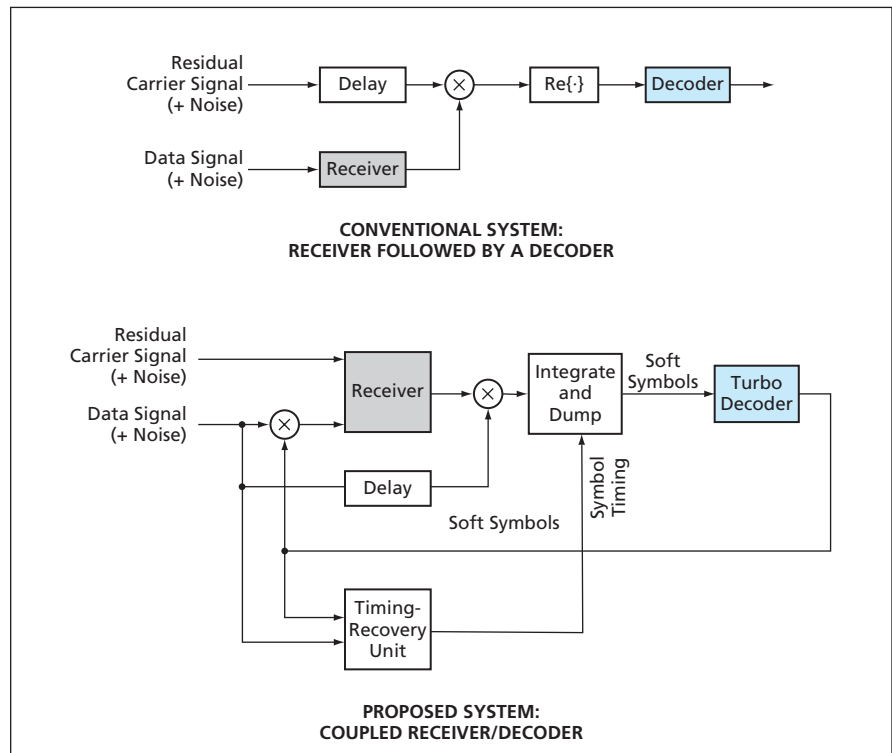 Residual
Carrier Signal
(+ Noise)
Delay
×
Re{·}
Decoder
Data Signal
(+ Noise)
Receiver
CONVENTIONAL SYSTEM:
RECEIVER FOLLOWED BY A DECODER
Residual
Carrier Signal
(+ Noise)
Data Signal
(+ Noise)
×
Receiver
×
Integrate
and
Dump
Soft
Symbols
Turbo
Decoder
Delay
Symbol
Timing
Soft Symbols
Timing-
Recovery
Unit
PROPOSED SYSTEM:
COUPLED RECEIVER/DECODER